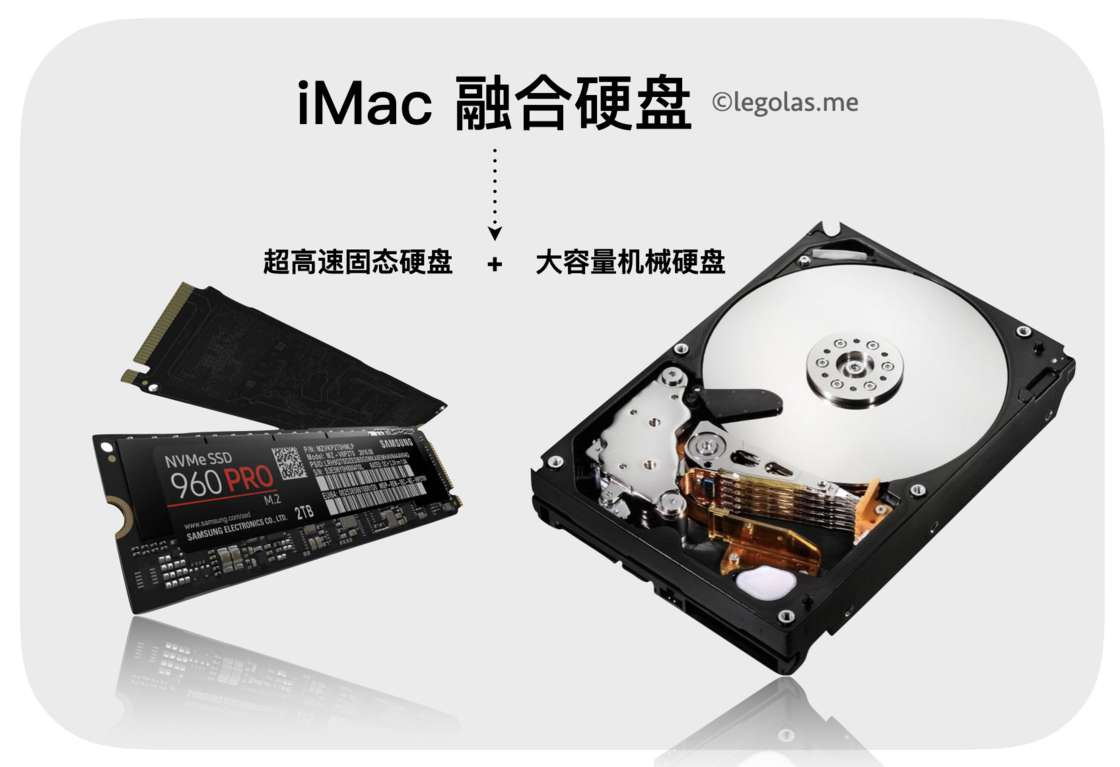 iMac 融合硬盘 ©legolas.me
超高速固态硬盘 + 大容量机械硬盘
SAMSUNG
NVMe SSD
960 PRO
M.2
www.samsung.com/ssd
SAMSUNG ELECTRONICS CO., LTD.
2TB